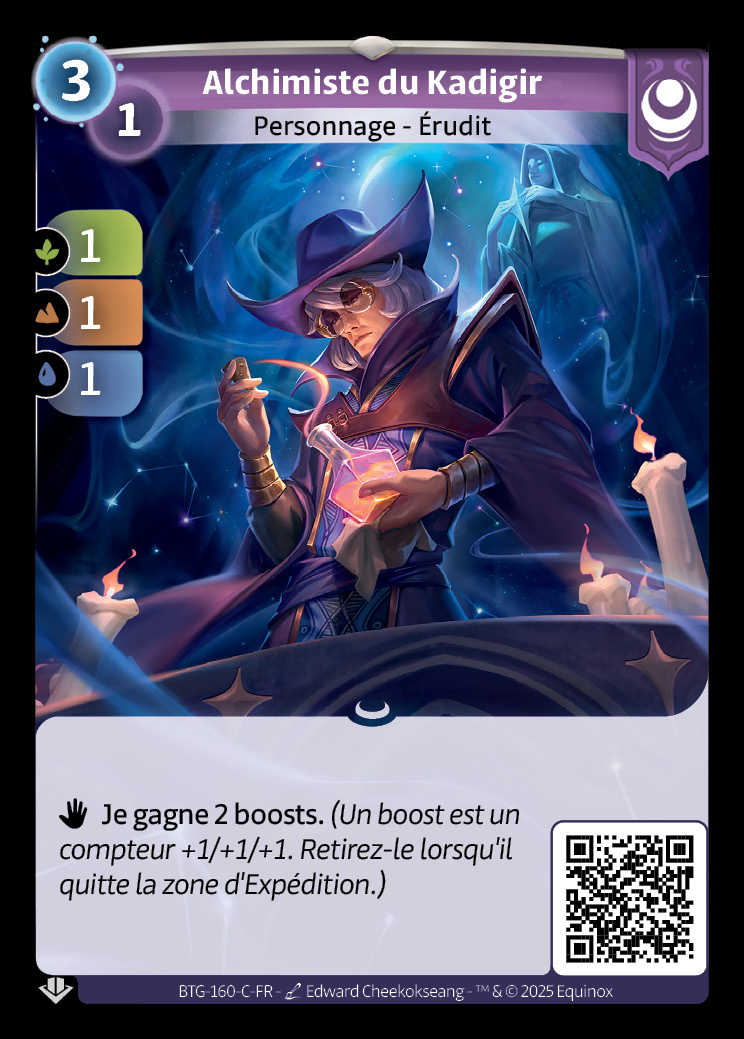 3
Alchimiste du Kadigir
1
Personnage - Érudit
1
1
1
Je gagne 2 boosts. (Un boost est un
compteur +1/+1/+1. Retirez-le lorsqu'il
quitte la zone d'Expédition.)
BTG-160-C-FR - Edward Cheekokseang - ™ & © 2025 Equinox